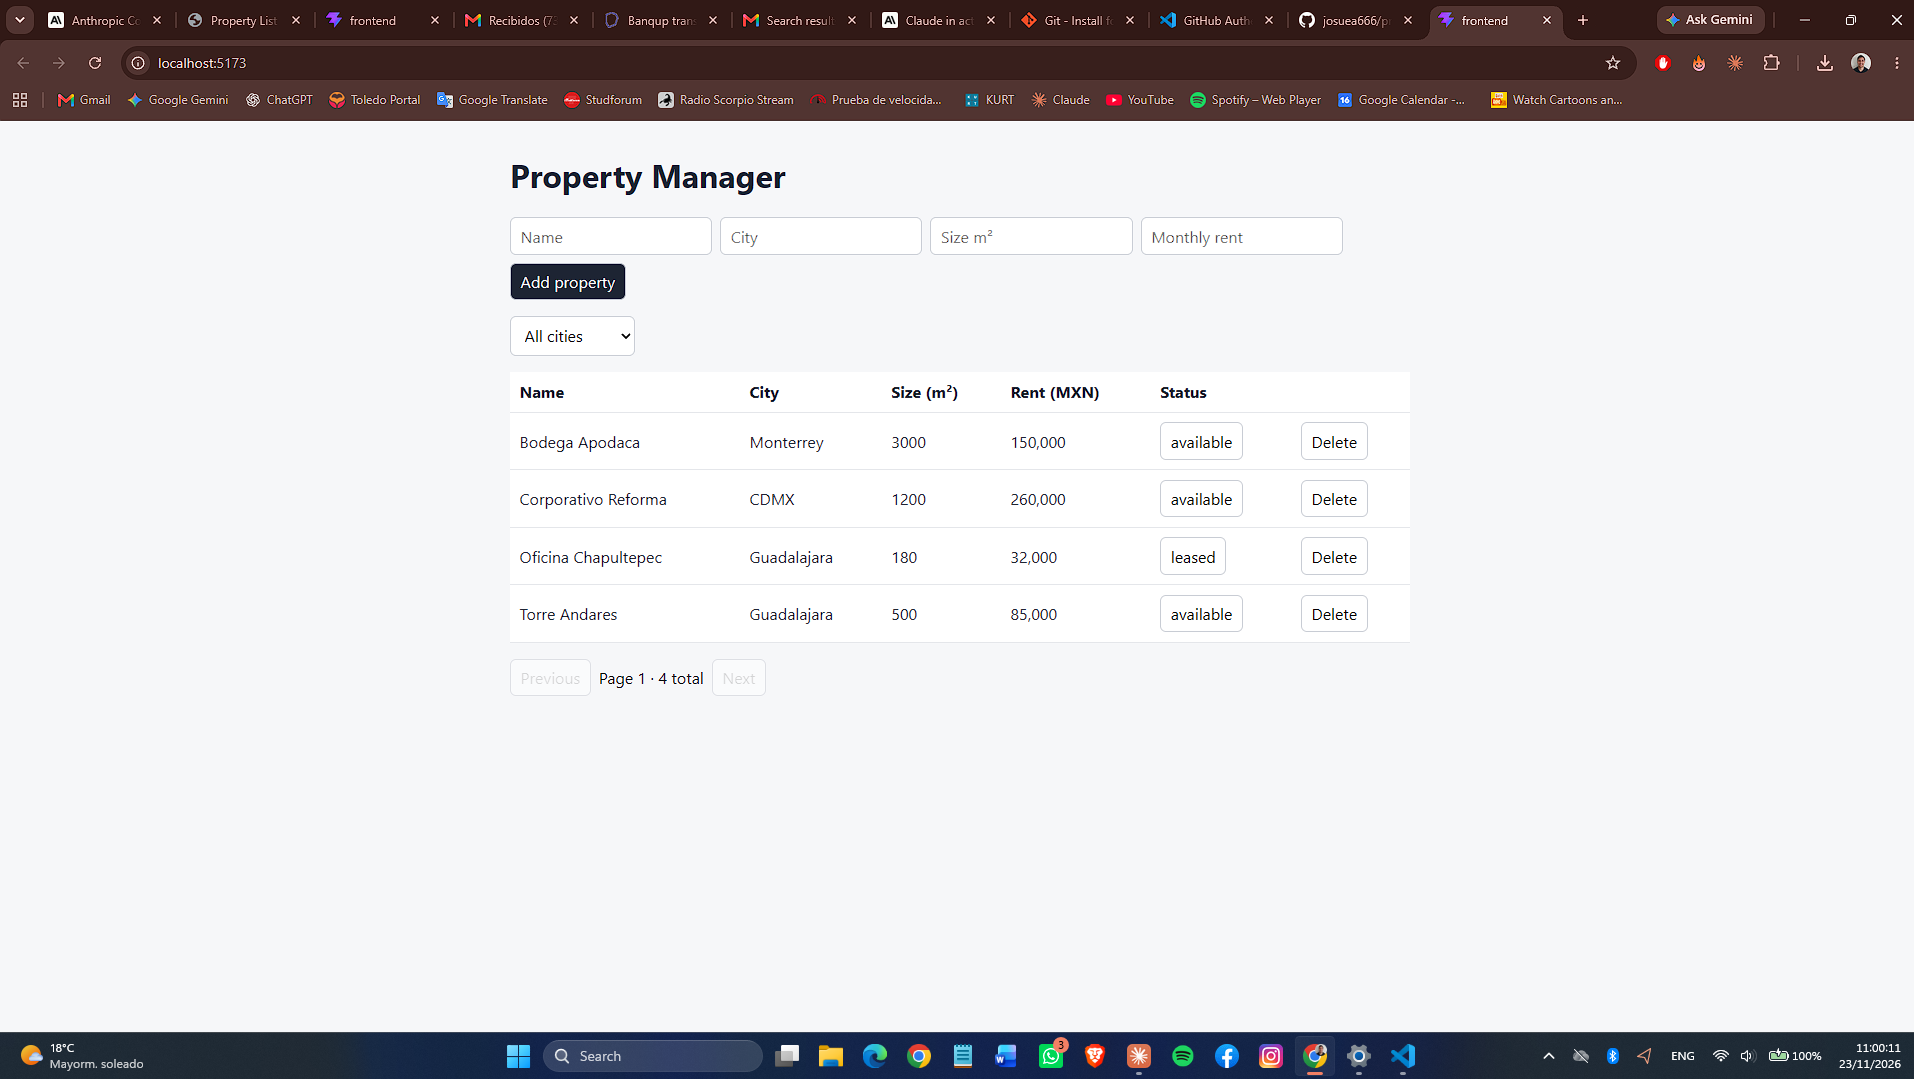 Anthropic Co
Property List
frontend
Recibidos (73
Banqup tran
Search result
Claude in act
Git - Install fo
GitHub Auth
josuea666/p
frontend
Ask Gemini
localhost:5173
Gmail
Google Gemini
ChatGPT
Toledo Portal
Google Translate
Studforum
Radio Scorpio Stream
Prueba de velocida...
KURT
Claude
YouTube
Spotify – Web Player
16
Google Calendar -...
Watch Cartoons an...
Property Manager
Name
City
Size m²
Monthly rent
Add property
All cities
Name City Size (m²) Rent (MXN) Status
Bodega Apodaca Monterrey 3000 150,000 available Delete
Corporativo Reforma CDMX 1200 260,000 available Delete
Oficina Chapultepec Guadalajara 180 32,000 leased Delete
Torre Andares Guadalajara 500 85,000 available Delete
Previous Page 1 · 4 total Next
18°C
Mayorm. soleado
Search
3
ENG
100%
11:00:11
23/11/2026